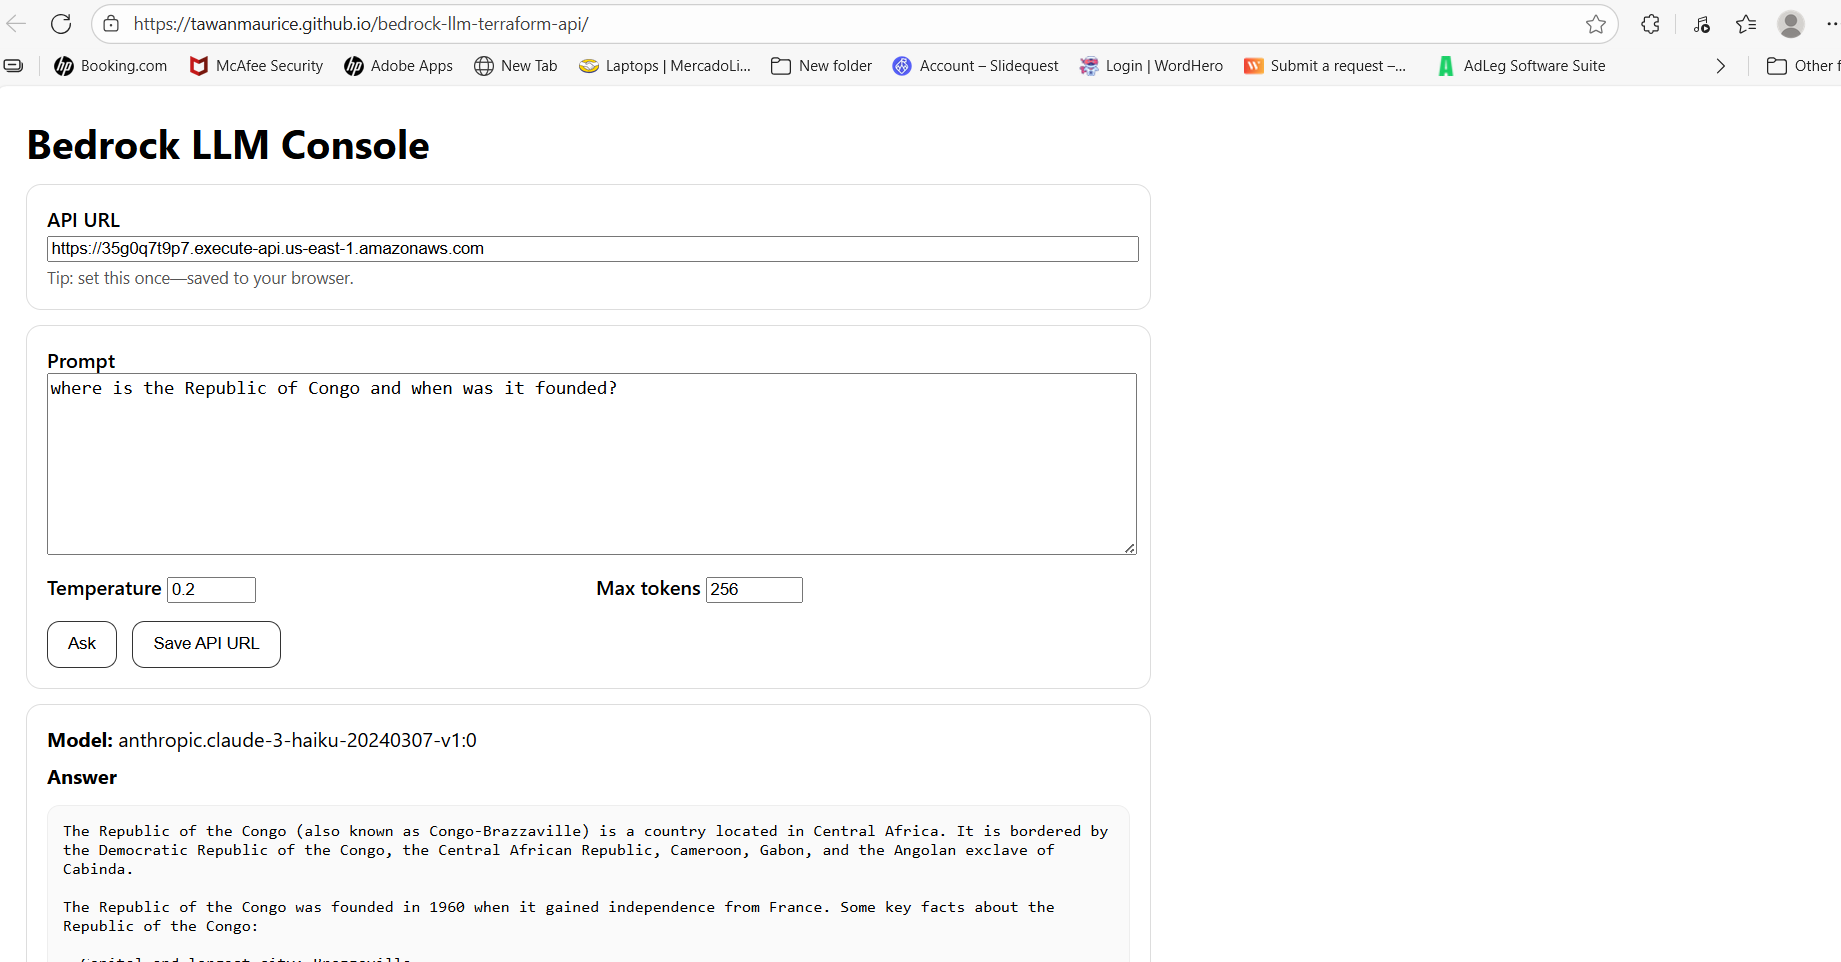 https://tawanmaurice.github.io/bedrock-llm-terraform-api/
Booking.com McAfee Security Adobe Apps New Tab Laptops | MercadoLi... New folder Account – Slidequest Login | WordHero Submit a request –... AdLeg Software Suite Other f
Bedrock LLM Console
API URL
https://35g0q7t9p7.execute-api.us-east-1.amazonaws.com
Tip: set this once—saved to your browser.
Prompt
where is the Republic of Congo and when was it founded?
Temperature 0.2 Max tokens 256
Ask Save API URL
Model: anthropic.claude-3-haiku-20240307-v1:0
Answer
The Republic of the Congo (also known as Congo-Brazzaville) is a country located in Central Africa. It is bordered by
the Democratic Republic of the Congo, the Central African Republic, Cameroon, Gabon, and the Angolan exclave of
Cabinda.
The Republic of the Congo was founded in 1960 when it gained independence from France. Some key facts about the
Republic of the Congo:
- Capital and largest city: Brazzaville